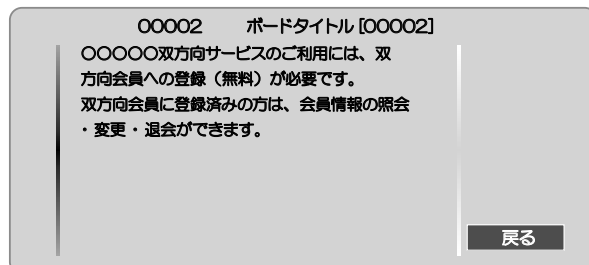 00002 ボードタイトル[00002]
○○○○○双方向サービスのご利用には、双
方向会員への登録（無料）が必要です。
双方向会員に登録済みの方は、会員情報の照会
・変更・退会ができます。
戻る